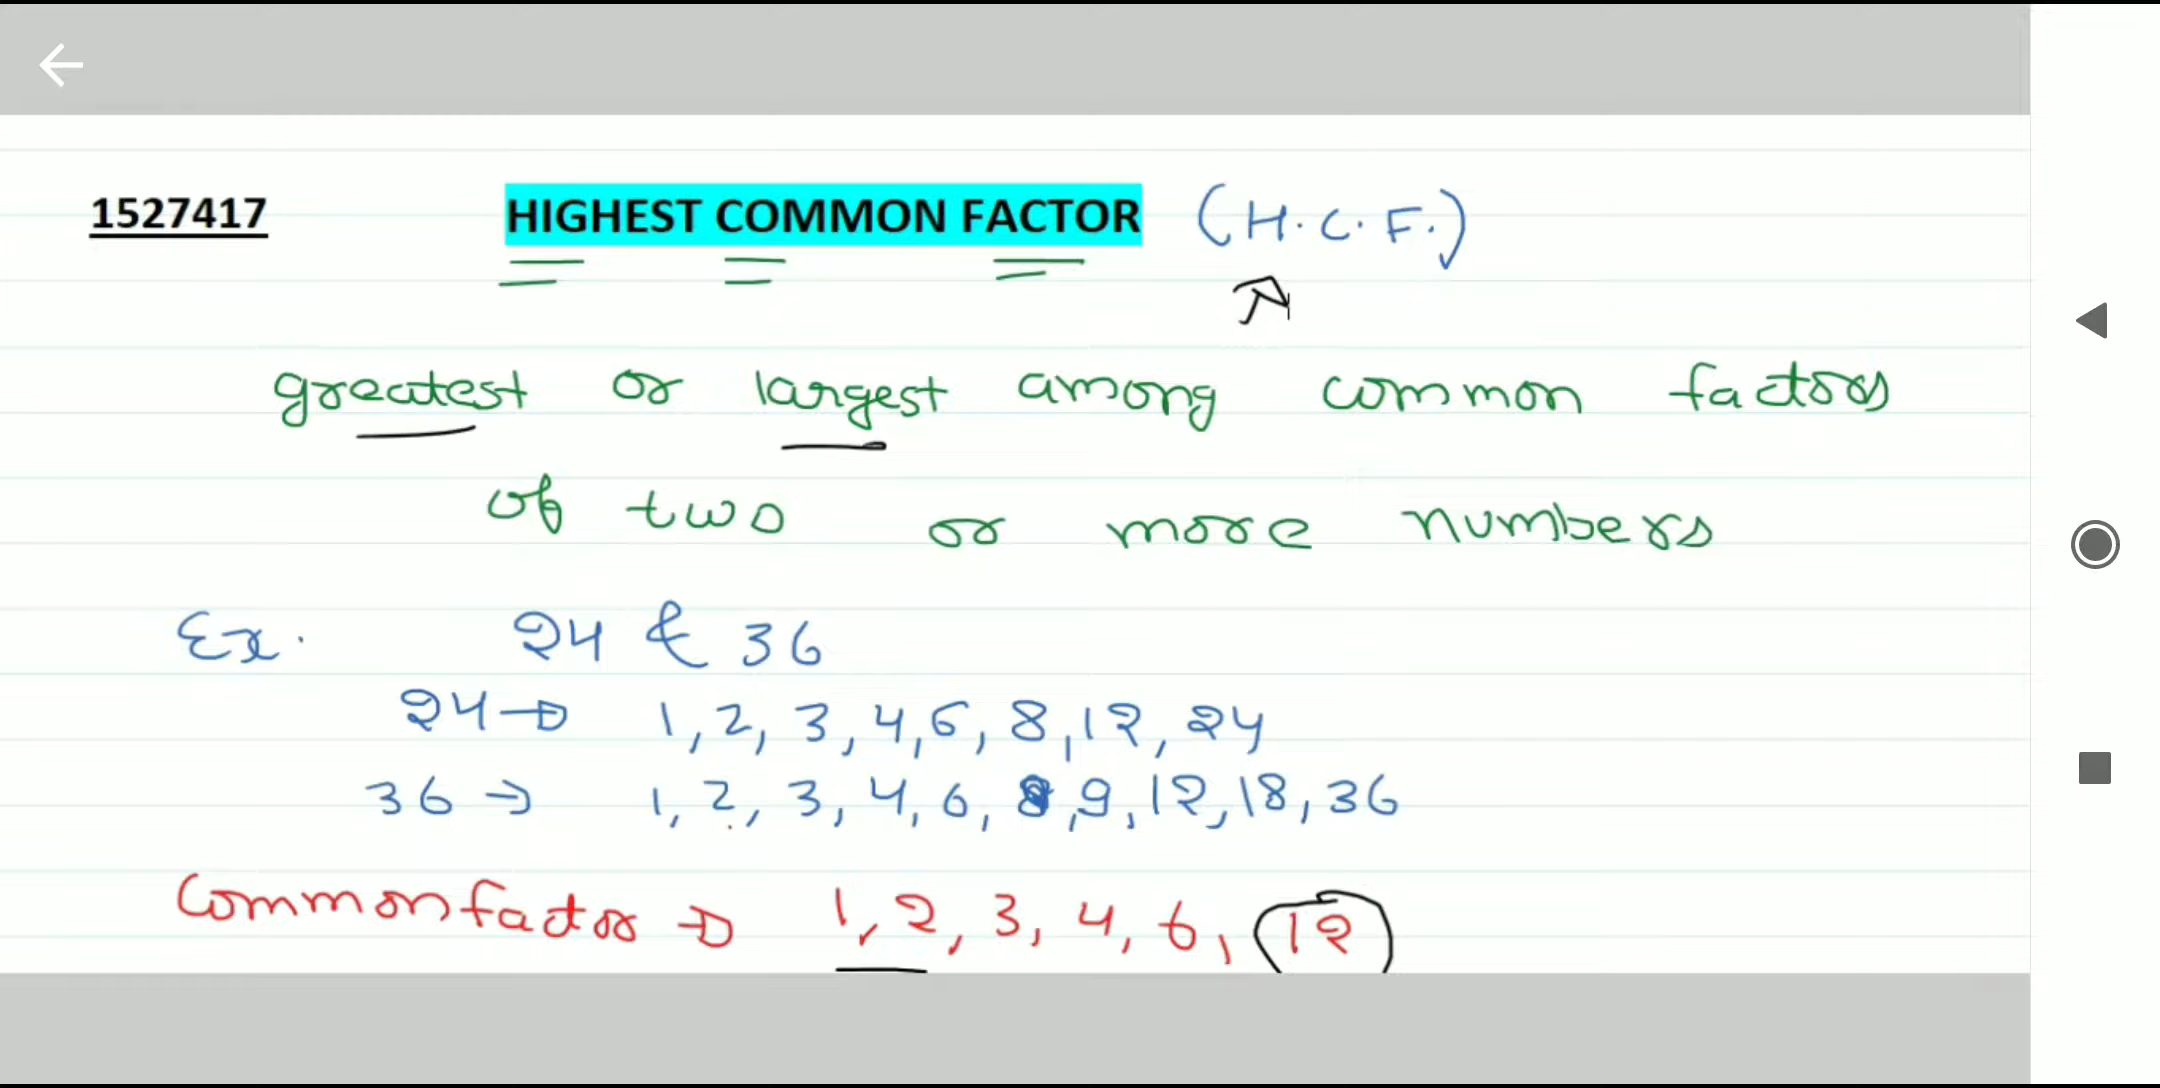 1527417 HIGHEST COMMON FACTOR (H.C.F.)
greatest or largest among common factors
of two or more numbers
Ex. 24 & 36
24 → 1, 2, 3, 4, 6, 8, 12, 24
36 → 1, 2, 3, 4, 6, 9, 12, 18, 36
Common factor → 1, 2, 3, 4, 6, 12